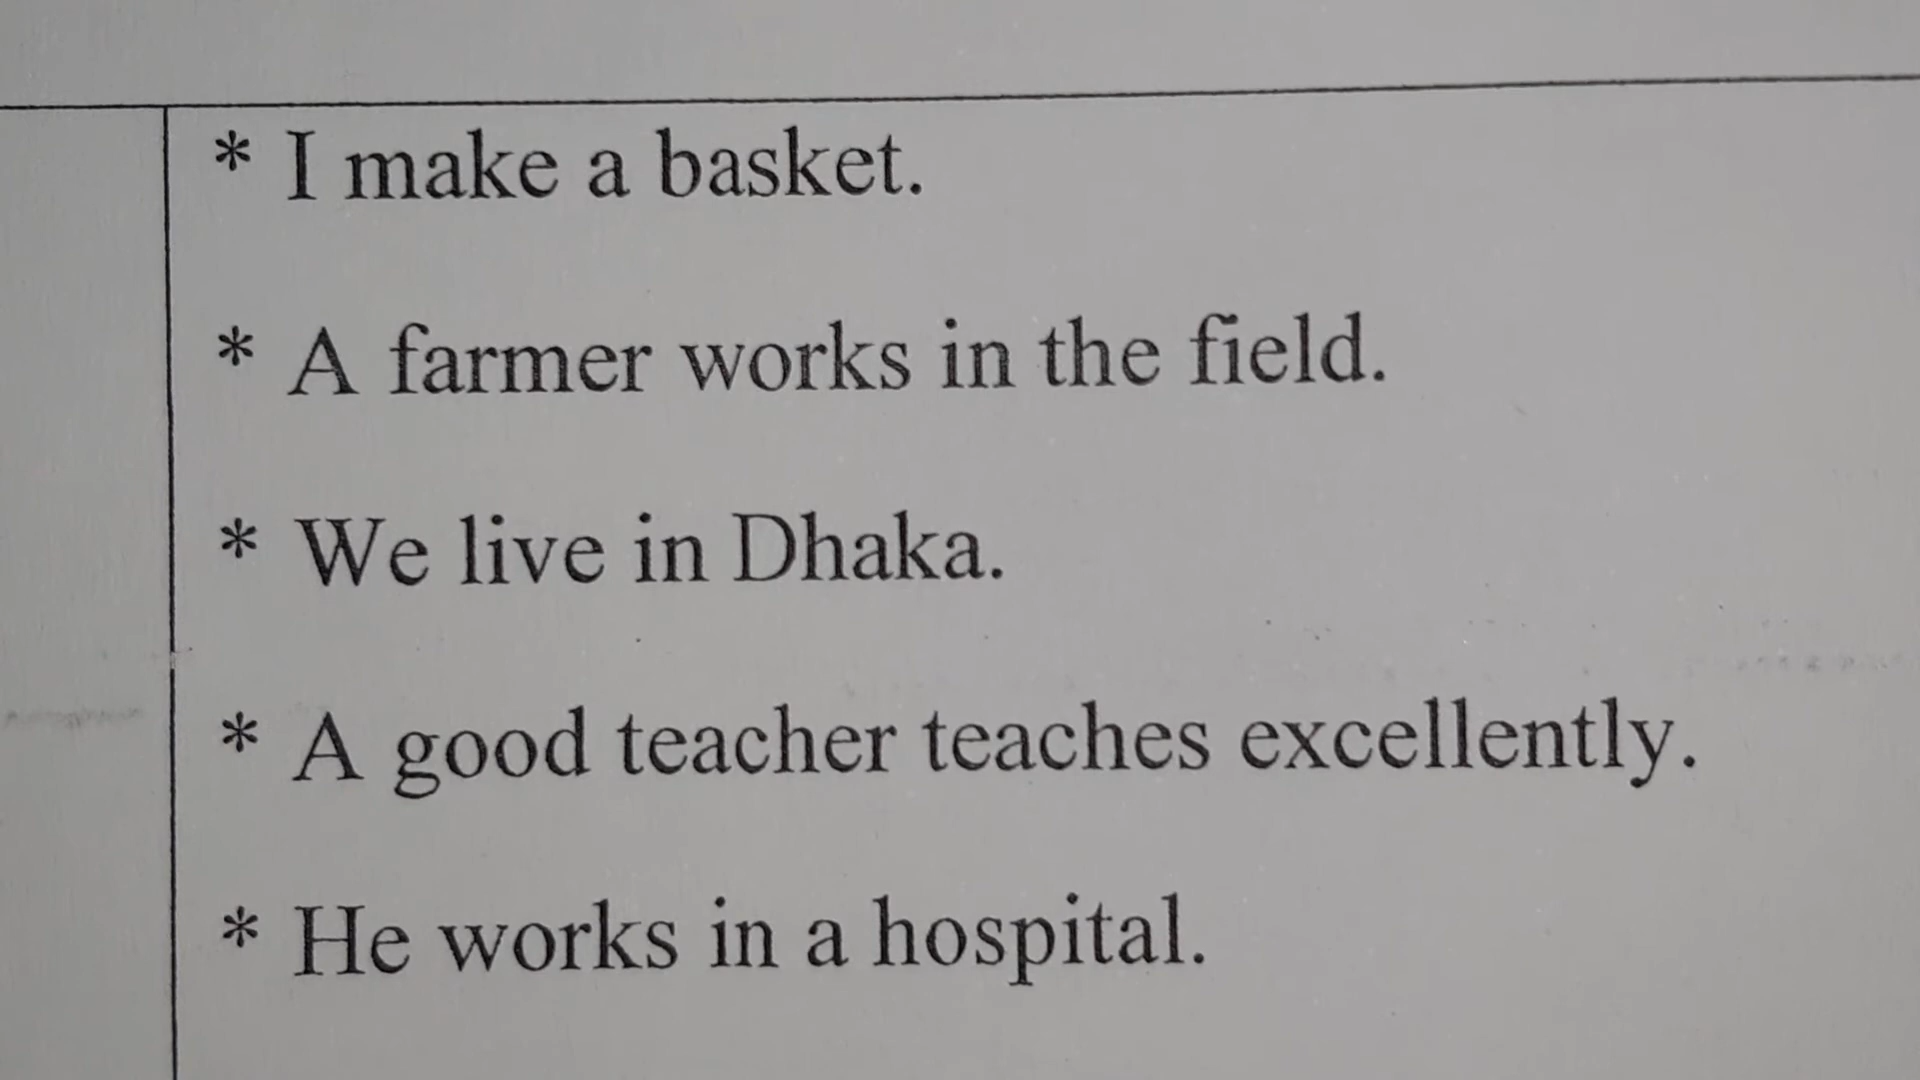 * I make a basket.
* A farmer works in the field.
* We live in Dhaka.
* A good teacher teaches excellently.
* He works in a hospital.